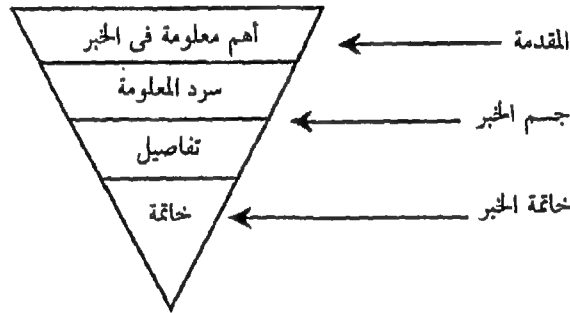 أهم معلومة فى الخبر
المقدمة
سرد المعلومة
جسم الخبر
تفاصيل
خاتمة
خاتمة الخبر